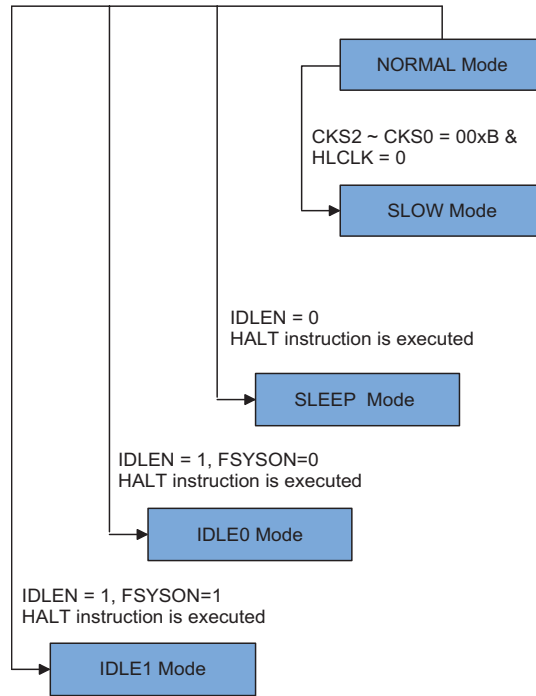 NORMAL Mode
CKS2 ~ CKS0 = 00xB &
HLCLK = 0
SLOW Mode
IDLEN = 0
HALT instruction is executed
SLEEP Mode
IDLEN = 1, FSYSON=0
HALT instruction is executed
IDLE0 Mode
IDLEN = 1, FSYSON=1
HALT instruction is executed
IDLE1 Mode